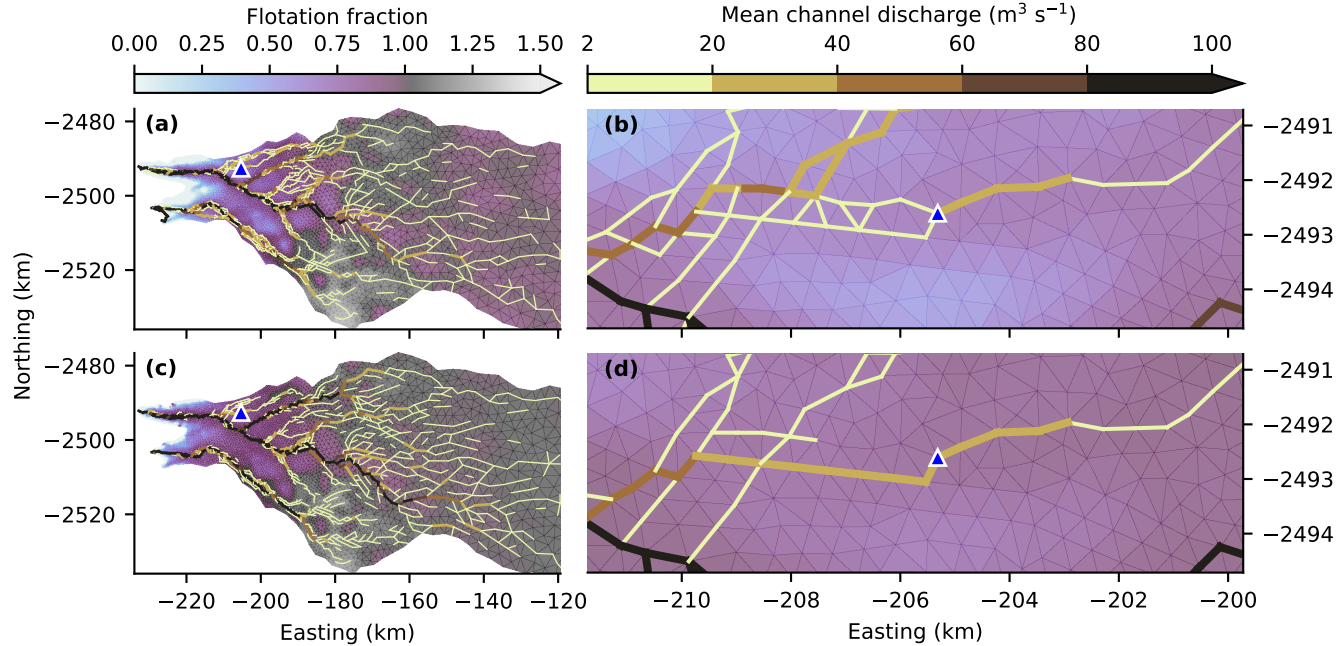 Flotation fraction
Mean channel discharge (m³ s⁻¹)
0.00 0.25 0.50 0.75 1.00 1.25 1.50
2 20 40 60 80 100
(a)
−2480
−2500
−2520
(b)
−2491
−2492
−2493
−2494
Northing (km)
(c)
−2480
−2500
−2520
(d)
−2491
−2492
−2493
−2494
−220 −200 −180 −160 −140 −120
−210 −208 −206 −204 −202 −200
Easting (km)
Easting (km)